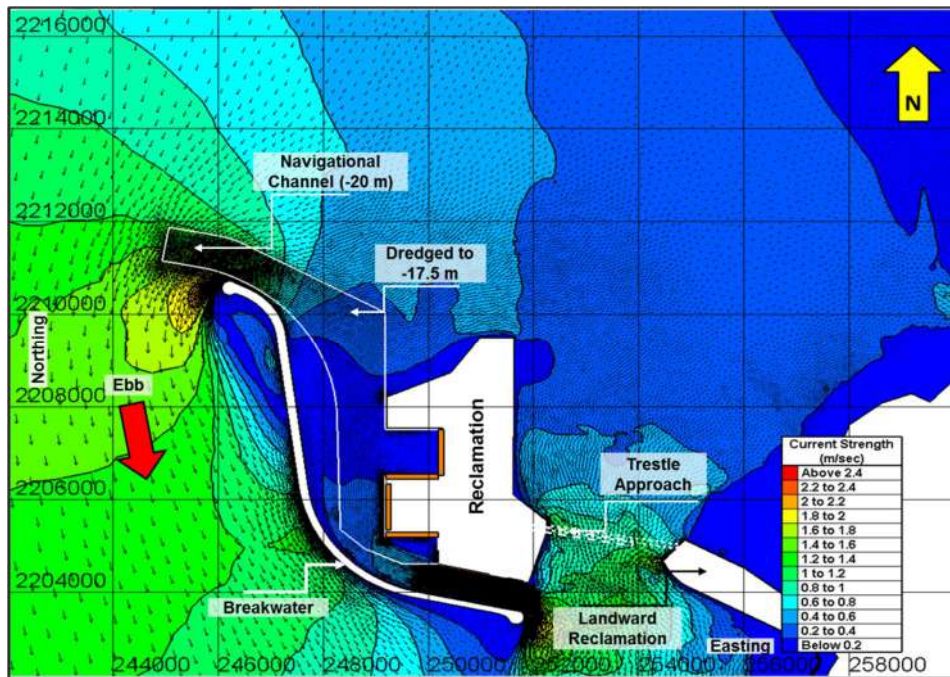 2216000
N
2214000
Navigational
Channel (-20 m)
2212000
Dredged to
-17.5 m
2210000
Northing
Ebb
2208000
Reclamation
Current Strength
(m/sec)
Above 2.4
2.2 to 2.4
2 to 2.2
1.8 to 2
1.6 to 1.8
1.4 to 1.6
1.2 to 1.4
1 to 1.2
0.8 to 1
0.6 to 0.8
0.4 to 0.6
0.2 to 0.4
Below 0.2
Trestle
Approach
2206000
2204000
Breakwater
Landward
Reclamation
Easting
244000 246000 248000 250000 252000 254000 256000 258000